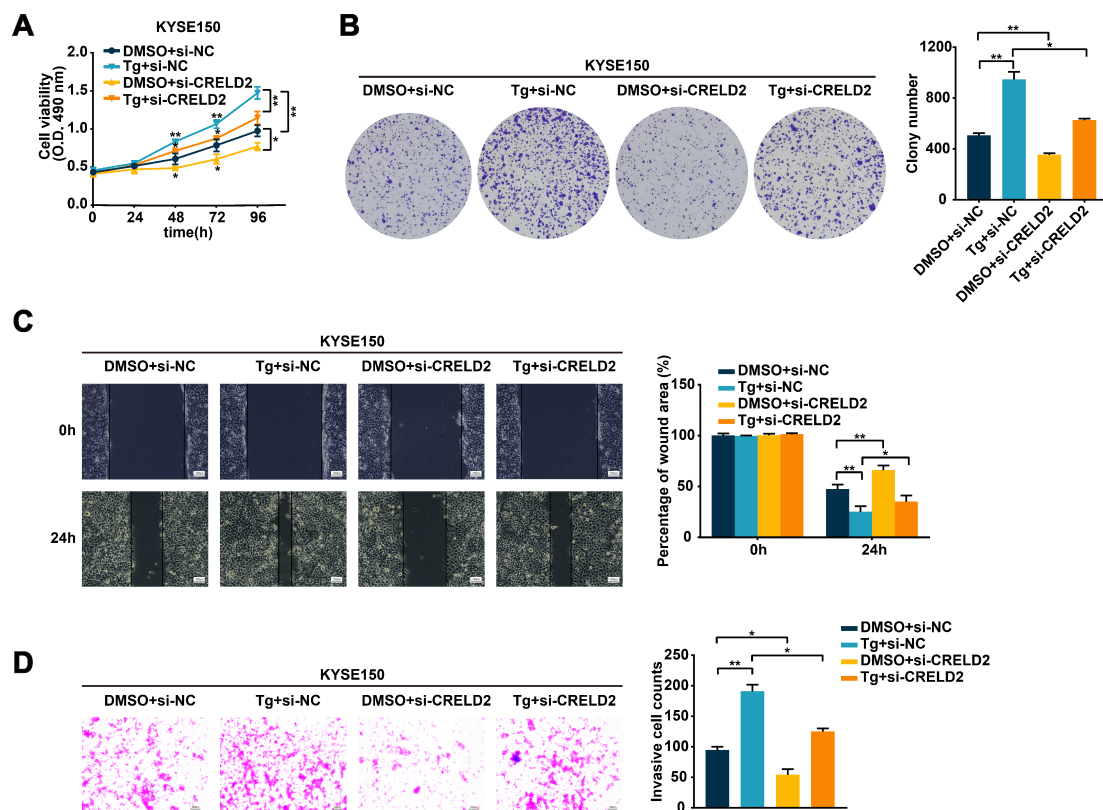 A
KYSE150
DMSO+si-NC
Tg+si-NC
DMSO+si-CRELD2
Tg+si-CRELD2
Cell viability
(O.D. 490 nm)
2.0
1.5
1.0
0.5
0.0
0 24 48 72 96
time(h)
** ** * * * * ** ** *
B
KYSE150
DMSO+si-NC Tg+si-NC DMSO+si-CRELD2 Tg+si-CRELD2
Clony number
1200
800
400
0
** ** *
DMSO+si-NC
Tg+si-NC
DMSO+si-CRELD2
Tg+si-CRELD2
C
KYSE150
DMSO+si-NC Tg+si-NC DMSO+si-CRELD2 Tg+si-CRELD2
0h
24h
DMSO+si-NC
Tg+si-NC
DMSO+si-CRELD2
Tg+si-CRELD2
Percentage of wound area (%)
150
100
50
0
** ** *
0h 24h
D
KYSE150
DMSO+si-NC Tg+si-NC DMSO+si-CRELD2 Tg+si-CRELD2
DMSO+si-NC
Tg+si-NC
DMSO+si-CRELD2
Tg+si-CRELD2
Invasive cell counts
250
200
150
100
50
0
* ** *